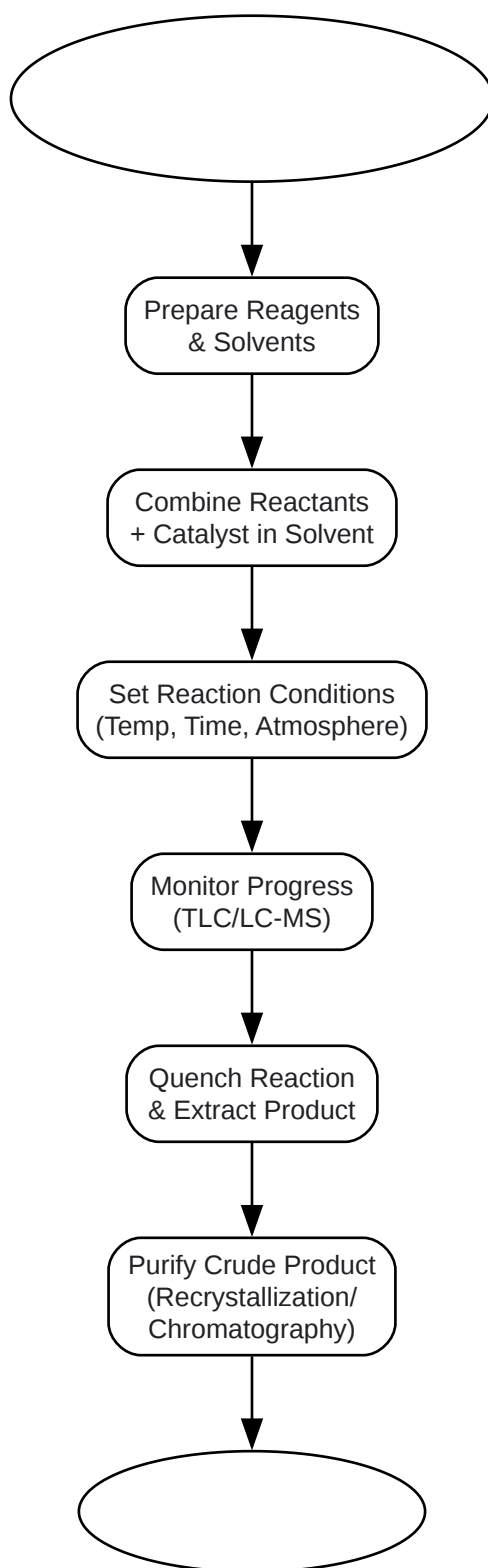 Prepare Reagents
& Solvents
Combine Reactants
+ Catalyst in Solvent
Set Reaction Conditions
(Temp, Time, Atmosphere)
Monitor Progress
(TLC/LC-MS)
Quench Reaction
& Extract Product
Purify Crude Product
(Recrystallization/
Chromatography)